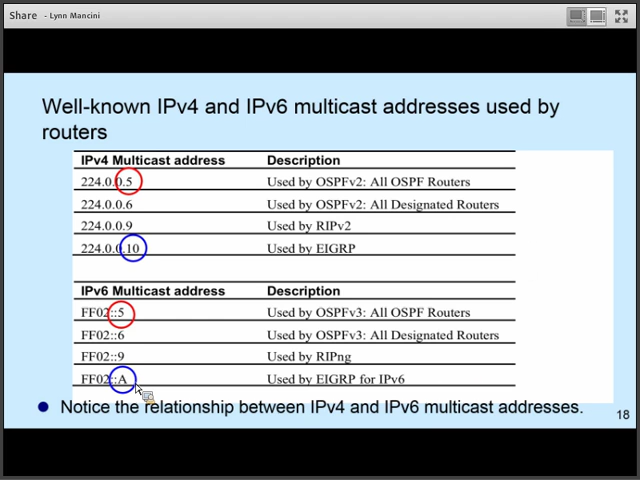 Share - Lynn Mancini
Well-known IPv4 and IPv6 multicast addresses used by
routers
IPv4 Multicast address Description
224.0.0.5 Used by OSPFv2: All OSPF Routers
224.0.0.6 Used by OSPFv2: All Designated Routers
224.0.0.9 Used by RIPv2
224.0.0.10 Used by EIGRP
IPv6 Multicast address Description
FF02::5 Used by OSPFv3: All OSPF Routers
FF02::6 Used by OSPFv3: All Designated Routers
FF02::9 Used by RIPng
FF02::A Used by EIGRP for IPv6
● Notice the relationship between IPv4 and IPv6 multicast addresses.
18